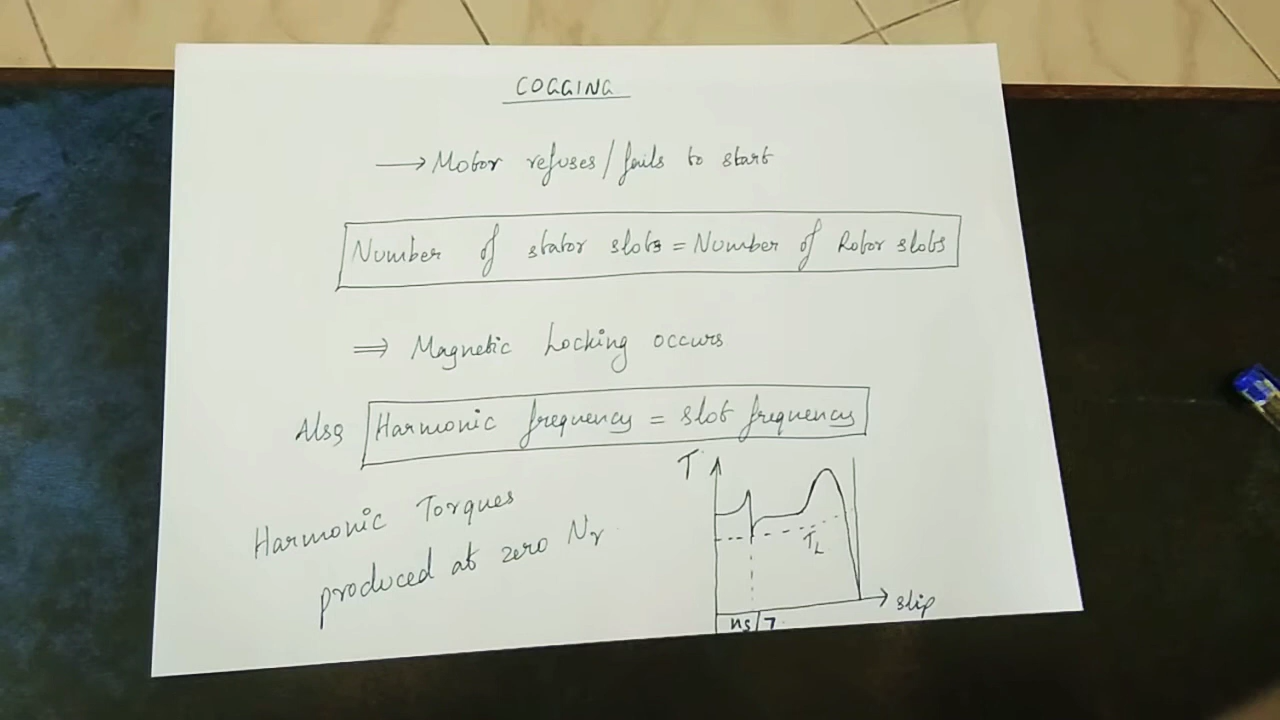 COGGING
→ Motor refuses/fails to start
Number of stator slots = Number of Rotor slots
⇒ Magnetic Locking occurs
Also Harmonic frequency = slot frequency
Harmonic Torques
produced at zero Nr
T
TL
slip
ns/7